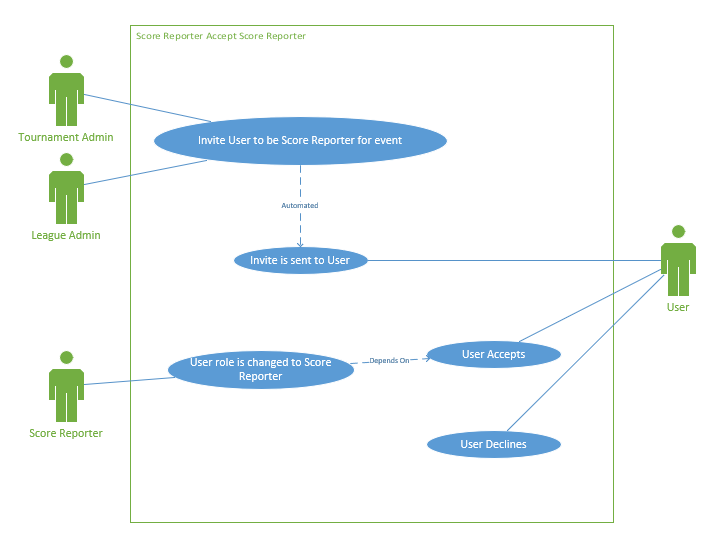 Score Reporter Accept Score Reporter
Tournament Admin
Invite User to be Score Reporter for event
League Admin
Automated
Invite is sent to User
User
User role is changed to Score
Reporter
Depends On
User Accepts
Score Reporter
User Declines